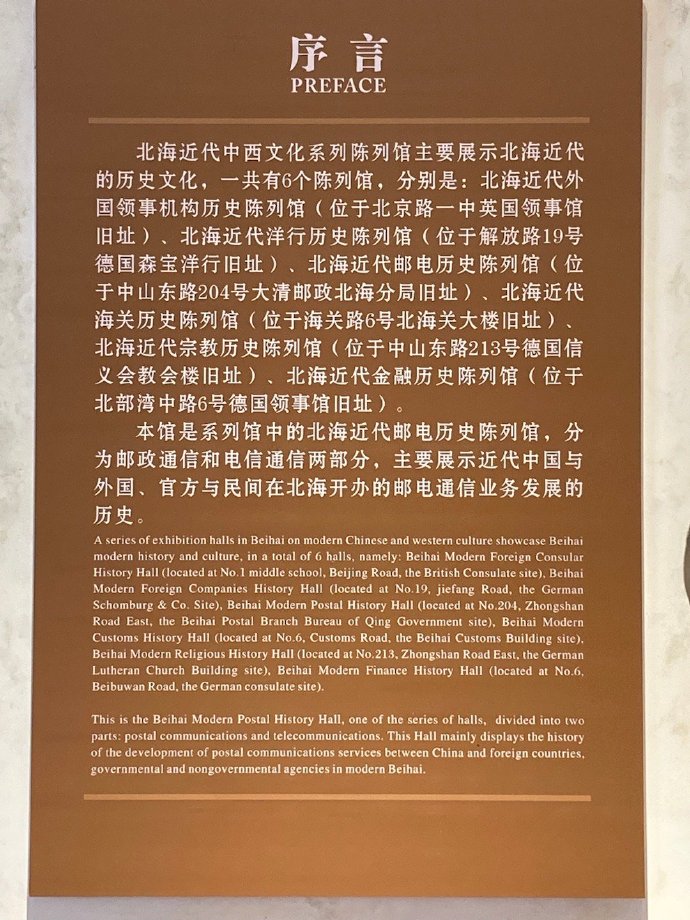 序言
PREFACE
北海近代中西文化系列陈列馆主要展示北海近代
的历史文化，一共有6个陈列馆，分别是：北海近代外
国领事机构历史陈列馆（位于北京路一中英国领事馆
旧址）、北海近代洋行历史陈列馆（位于解放路19号
德国森宝洋行旧址）、北海近代邮电历史陈列馆（位
于中山东路204号大清邮政北海分局旧址）、北海近代
海关历史陈列馆（位于海关路6号北海关大楼旧址）、
北海近代宗教历史陈列馆（位于中山东路213号德国信
义会教会楼旧址）、北海近代金融历史陈列馆（位于
北部湾中路6号德国领事馆旧址）。
本馆是系列馆中的北海近代邮电历史陈列馆，分
为邮政通信和电信通信两部分，主要展示近代中国与
外国、官方与民间在北海开办的邮电通信业务发展的
历史。
A series of exhibition halls in Beihai on modern Chinese and western culture showcase Beihai
modern history and culture, in a total of 6 halls, namely: Beihai Modern Foreign Consular
History Hall (located at No.1 middle school, Beijing Road, the British Consulate site), Beihai
Modern Foreign Companies History Hall (located at No.19, jiefang Road, the German
Schomburg & Co. Site), Beihai Modern Postal History Hall (located at No.204, Zhongshan
Road East, the Beihai Postal Branch Bureau of Qing Government site), Beihai Modern
Customs History Hall (located at No.6, Customs Road, the Beihai Customs Building site),
Beihai Modern Religious History Hall (located at No.213, Zhongshan Road East, the German
Lutheran Church Building site), Beihai Modern Finance History Hall (located at No.6,
Beibuwan Road, the German consulate site).
This is the Beihai Modern Postal History Hall, one of the series of halls, divided into two
parts: postal communications and telecommunications. This Hall mainly displays the history
of the development of postal communications services between China and foreign countries,
governmental and nongovernmental agencies in modern Beihai.